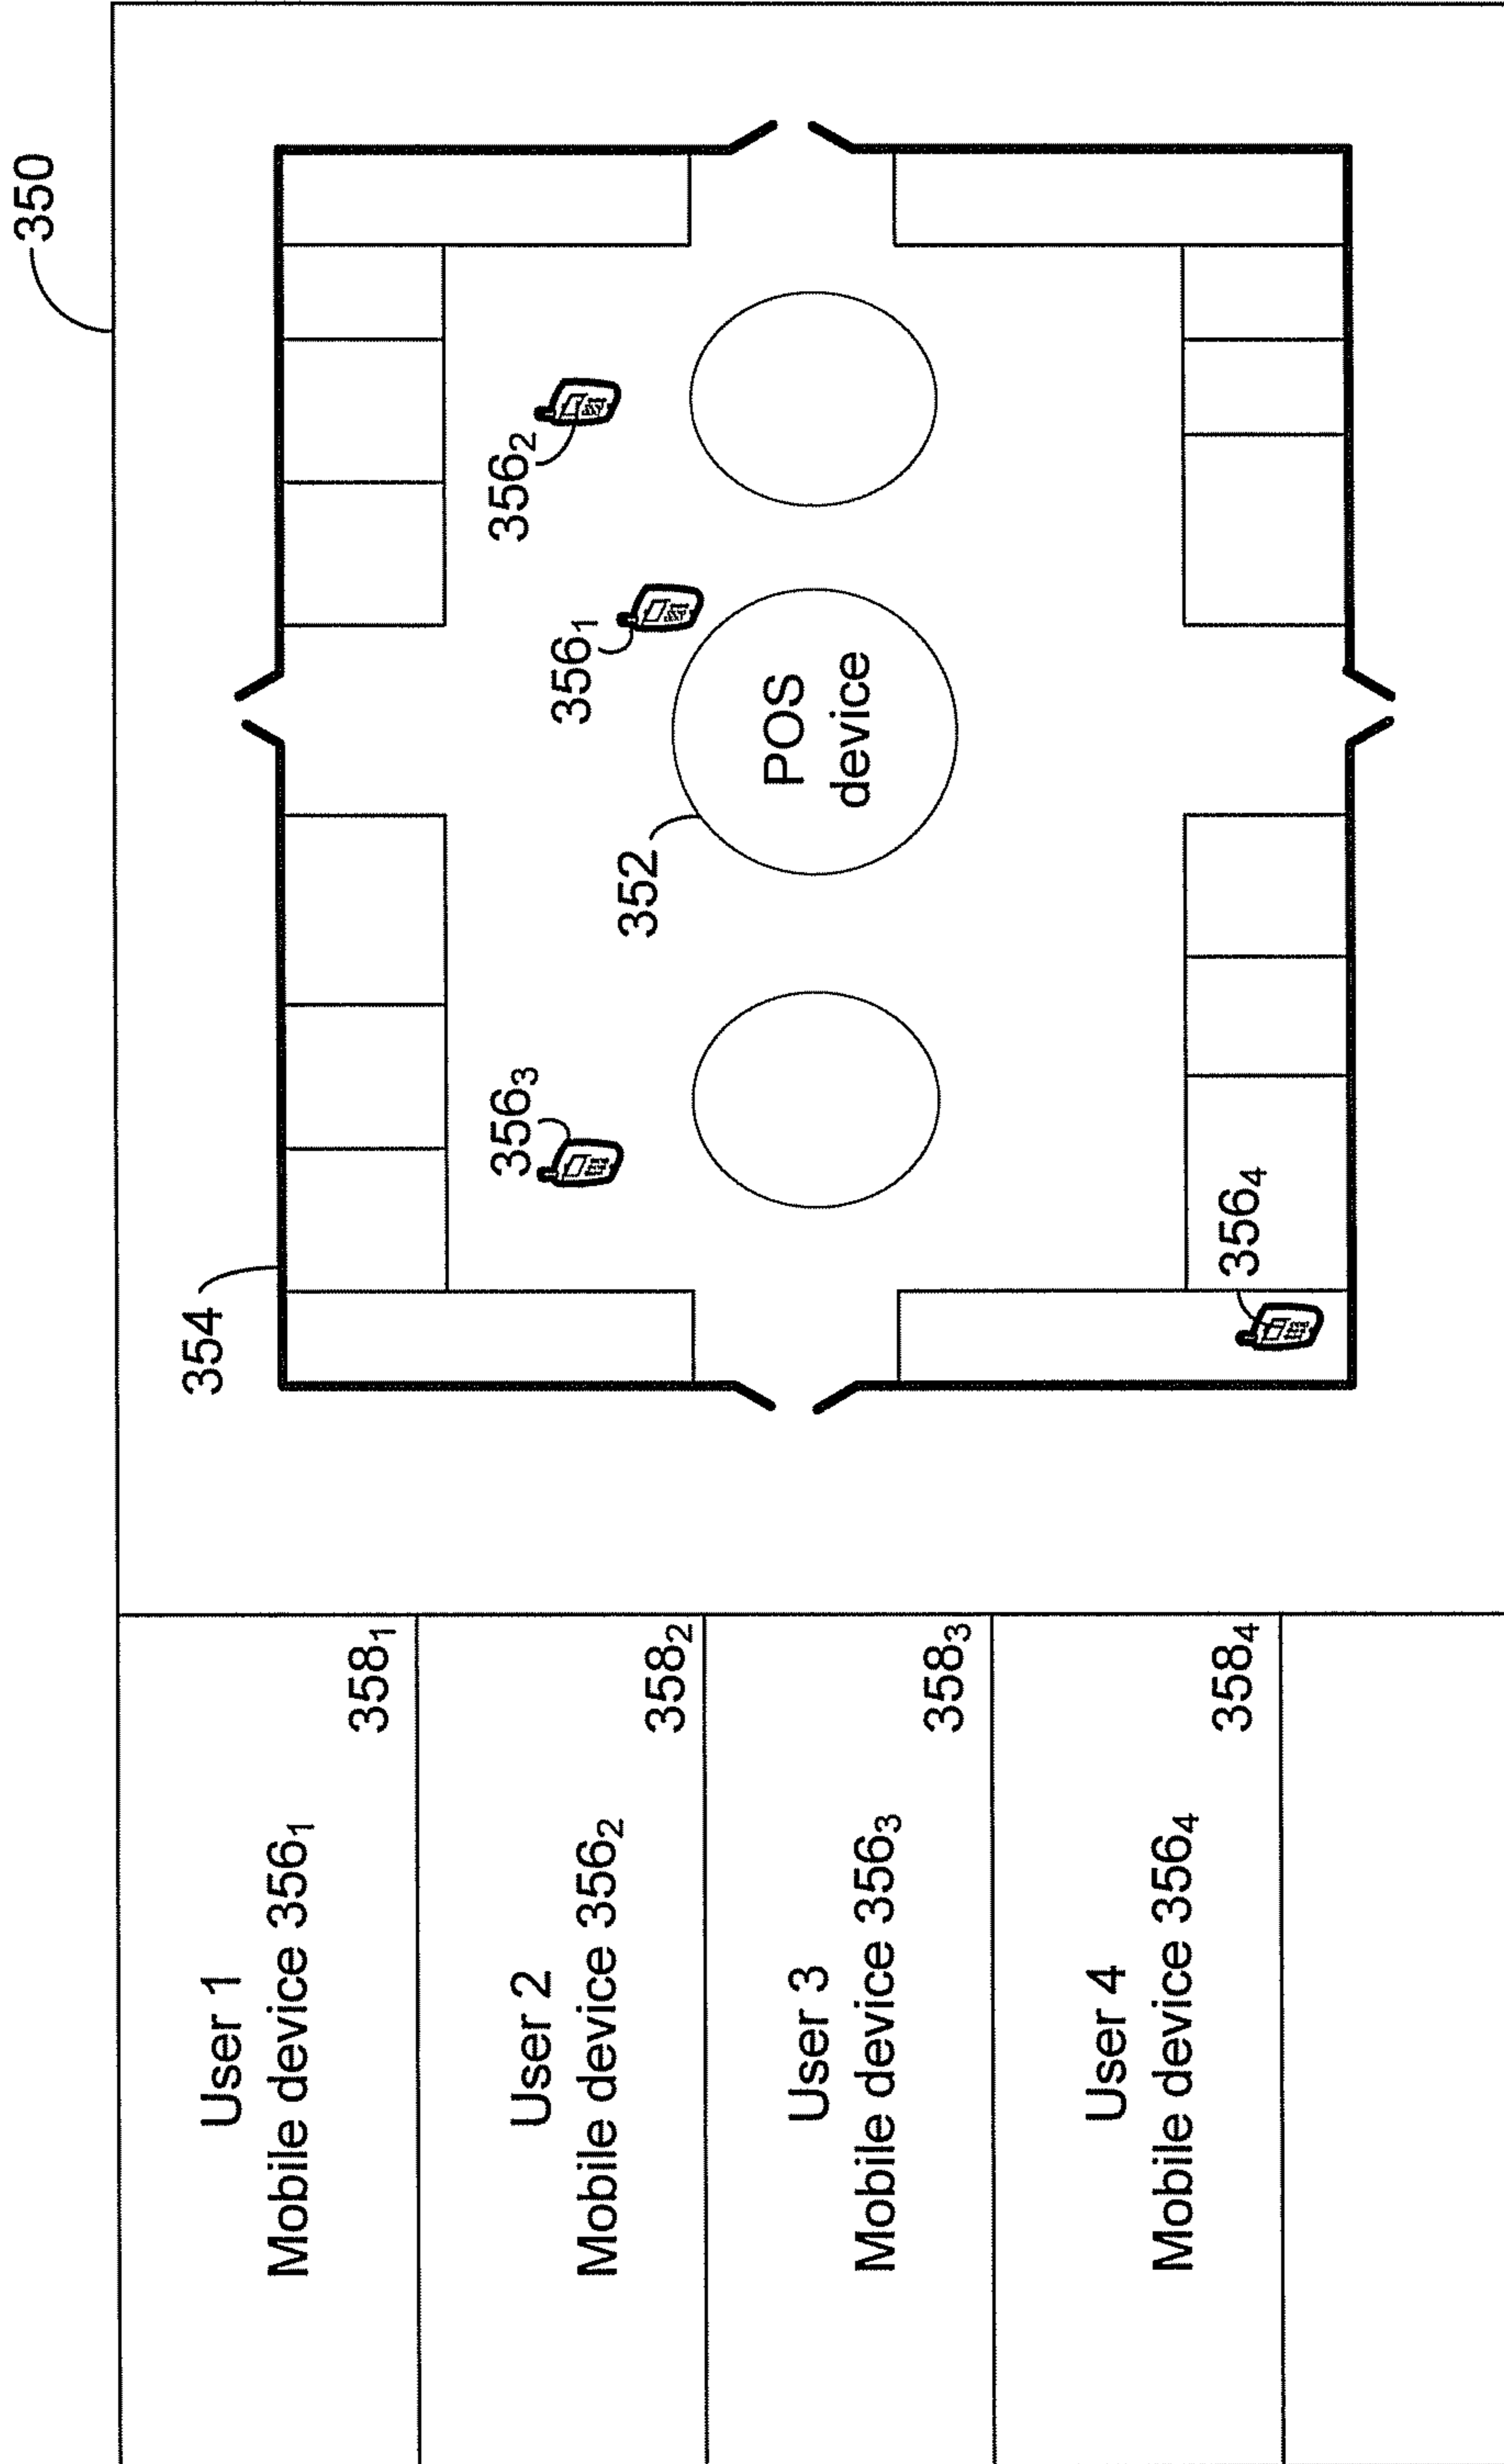 350
User 1
Mobile device 356₁
358₁
User 2
Mobile device 356₂
358₂
User 3
Mobile device 356₃
358₃
User 4
Mobile device 356₄
358₄
354
356₃
356₂
356₁
352
POS
device
356₄